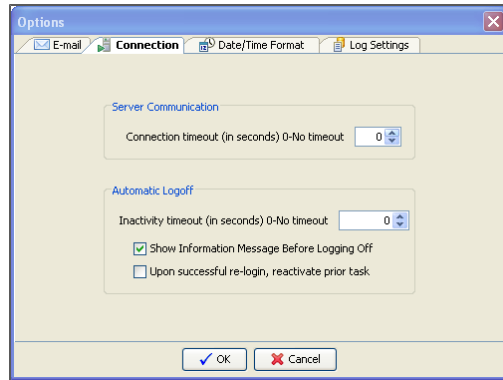 Options
E-mail Connection Date/Time Format Log Settings
Server Communication
Connection timeout (in seconds) 0-No timeout 0
Automatic Logoff
Inactivity timeout (in seconds) 0-No timeout 0
Show Information Message Before Logging Off
Upon successful re-login, reactivate prior task
OK Cancel